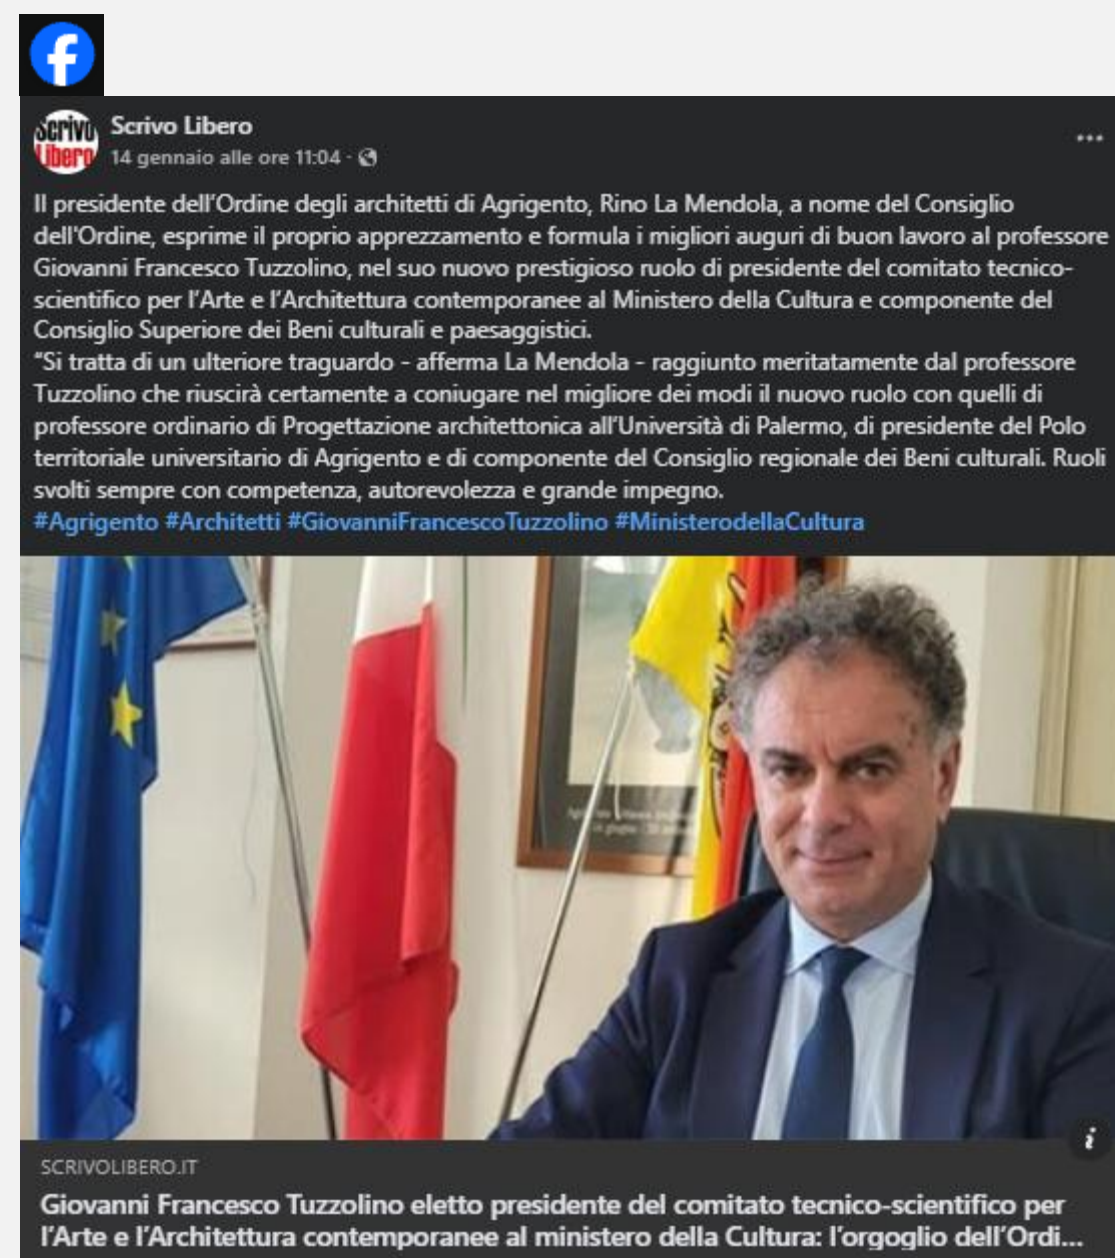 Scrivo
Libero
Scrivo Libero
14 gennaio alle ore 11:04 ·
Il presidente dell'Ordine degli architetti di Agrigento, Rino La Mendola, a nome del Consiglio
dell'Ordine, esprime il proprio apprezzamento e formula i migliori auguri di buon lavoro al professore
Giovanni Francesco Tuzzolino, nel suo nuovo prestigioso ruolo di presidente del comitato tecnico-
scientifico per l'Arte e l'Architettura contemporanee al Ministero della Cultura e componente del
Consiglio Superiore dei Beni culturali e paesaggistici.
"Si tratta di un ulteriore traguardo - afferma La Mendola - raggiunto meritatamente dal professore
Tuzzolino che riuscirà certamente a coniugare nel migliore dei modi il nuovo ruolo con quelli di
professore ordinario di Progettazione architettonica all'Università di Palermo, di presidente del Polo
territoriale universitario di Agrigento e di componente del Consiglio regionale dei Beni culturali. Ruoli
svolti sempre con competenza, autorevolezza e grande impegno.
#Agrigento #Architetti #GiovanniFrancescoTuzzolino #MinisterodellaCultura
SCRIVOLIBERO.IT
Giovanni Francesco Tuzzolino eletto presidente del comitato tecnico-scientifico per
l'Arte e l'Architettura contemporanee al ministero della Cultura: l'orgoglio dell'Ordi...